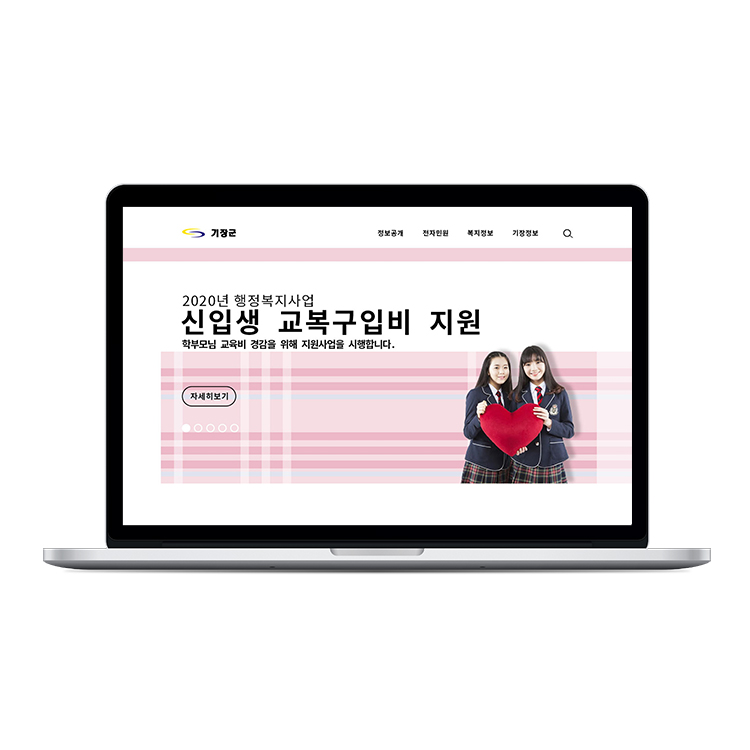 기장군
정보공개 전자민원 복지정보 기장정보
2020년 행정복지사업
신입생 교복구입비 지원
학부모님 교육비 경감을 위해 지원사업을 시행합니다.
자세히보기